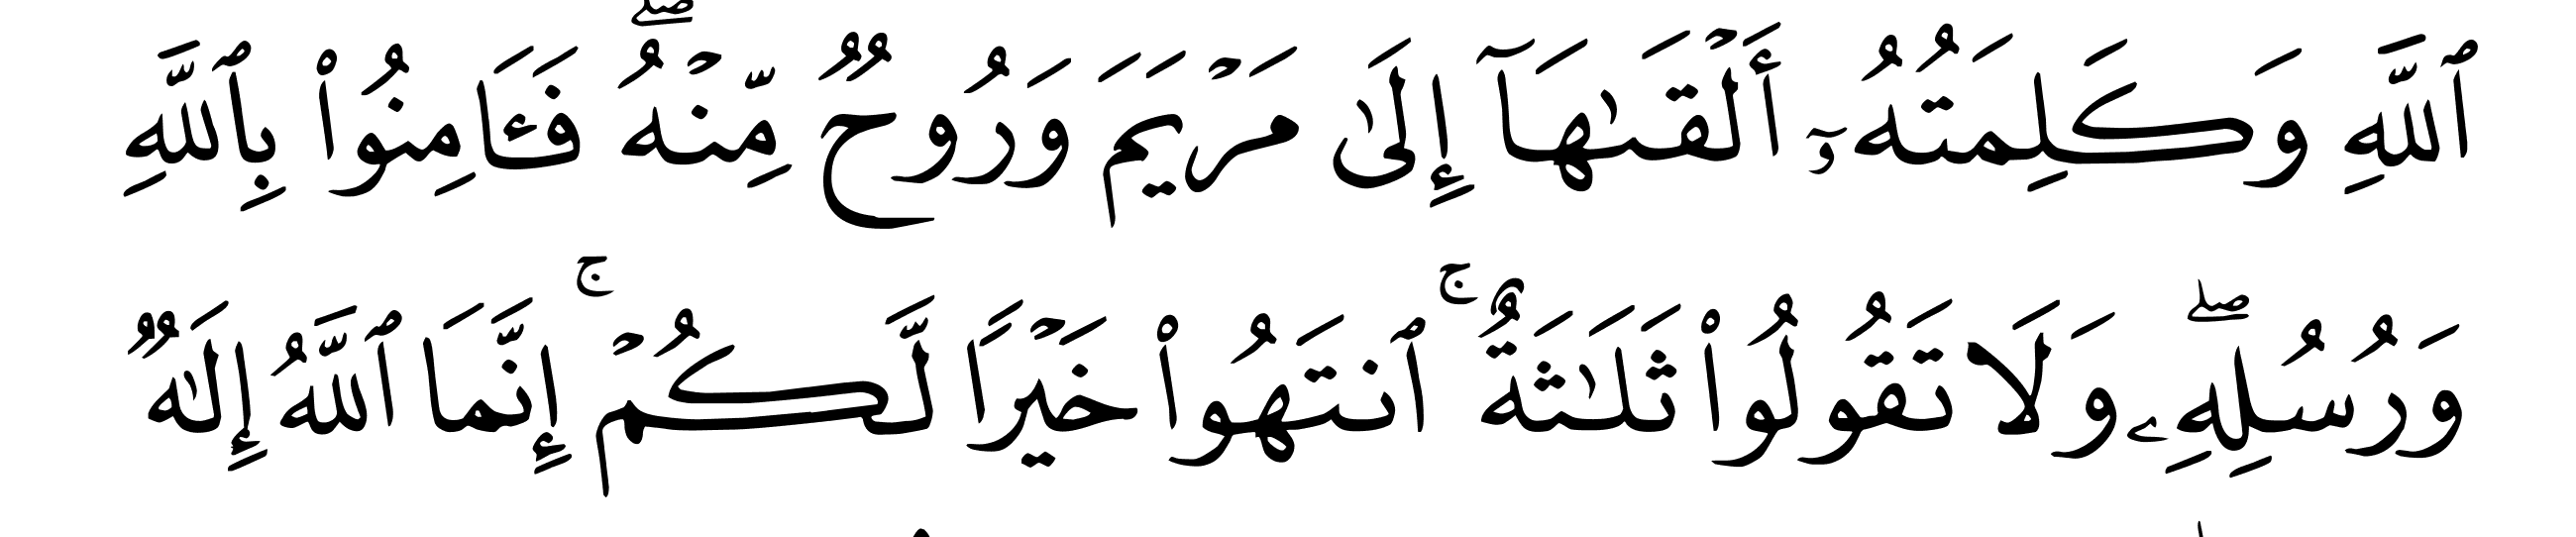 ٱللَّهِ وَكَلِمَتُهُۥٓ أَلۡقَىٰهَآ إِلَىٰ مَرۡيَمَ وَرُوحٞ مِّنۡهُۖ فَـَٔامِنُواْ بِٱللَّهِ
وَرُسُلِهِۦۖ وَلَا تَقُولُواْ ثَلَٰثَةٌۚ ٱنتَهُواْ خَيۡرٗا لَّكُمۡۚ إِنَّمَا ٱللَّهُ إِلَٰهٞ